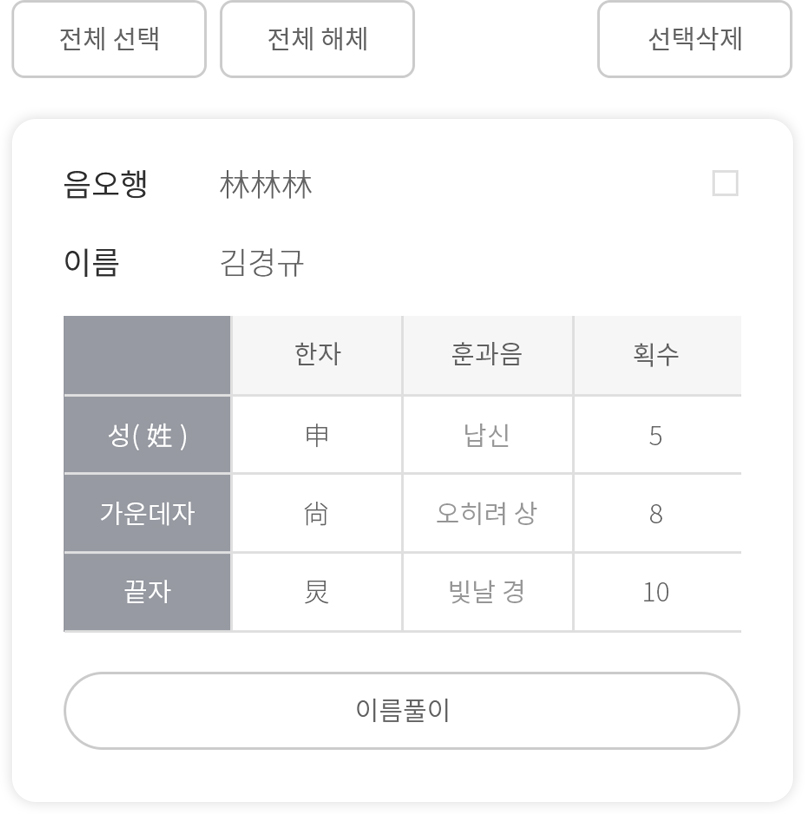 전체 선택 전체 해체 선택삭제
음오행 林林林
이름 김경규
한자 훈과음 획수
성( 姓 ) 申 납신 5
가운데자 尙 오히려 상 8
끝자 炅 빛날 경 10
이름풀이